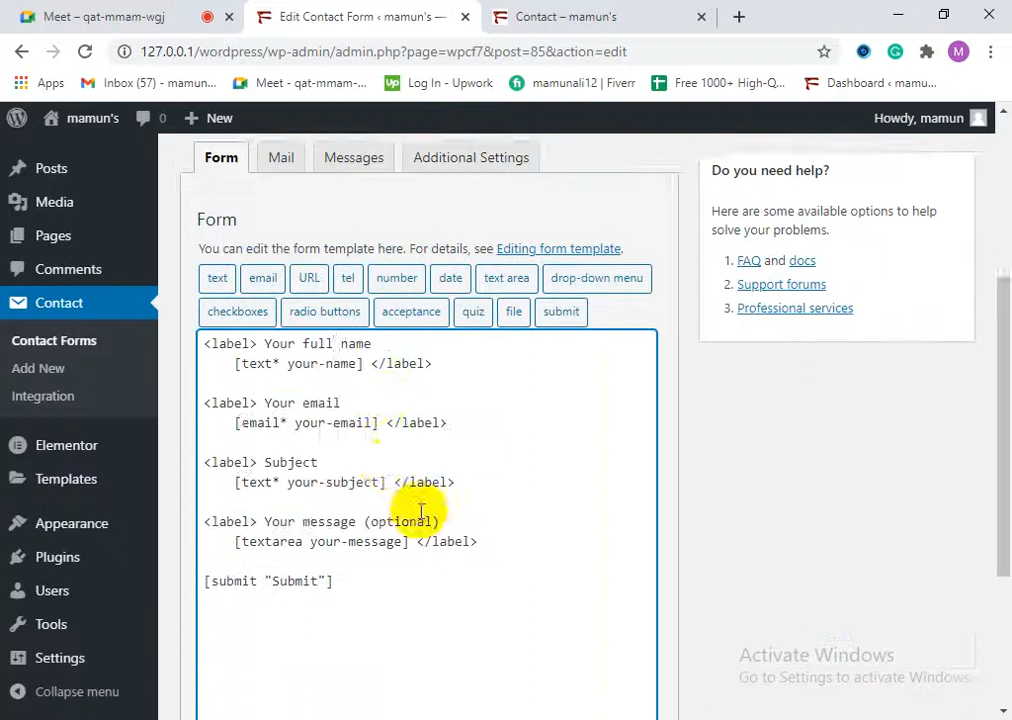 Meet – qat-mmam-wgj
Edit Contact Form ‹ mamun's —
Contact – mamun's
127.0.0.1/wordpress/wp-admin/admin.php?page=wpcf7&post=85&action=edit
M
Apps
Inbox (57) - mamun...
Meet - qat-mmam-...
Up
Log In - Upwork
fi
mamunali12 | Fiverr
Free 1000+ High-Q...
Dashboard ‹ mamu...
mamun's
0
New
Howdy, mamun
Posts
Media
Pages
Comments
Contact
Contact Forms
Add New
Integration
Elementor
Templates
Appearance
Plugins
Users
Tools
Settings
Collapse menu
Form
Mail
Messages
Additional Settings
Form
You can edit the form template here. For details, see Editing form template.
text
email
URL
tel
number
date
text area
drop-down menu
checkboxes
radio buttons
acceptance
quiz
file
submit
<label> Your full name
[text* your-name] </label>
<label> Your email
[email* your-email] </label>
<label> Subject
[text* your-subject] </label>
<label> Your message (optional)
[textarea your-message] </label>
[submit "Submit"]
Do you need help?
Here are some available options to help
solve your problems.
1. FAQ and docs
2. Support forums
3. Professional services
Activate Windows
Go to Settings to activate Windows.